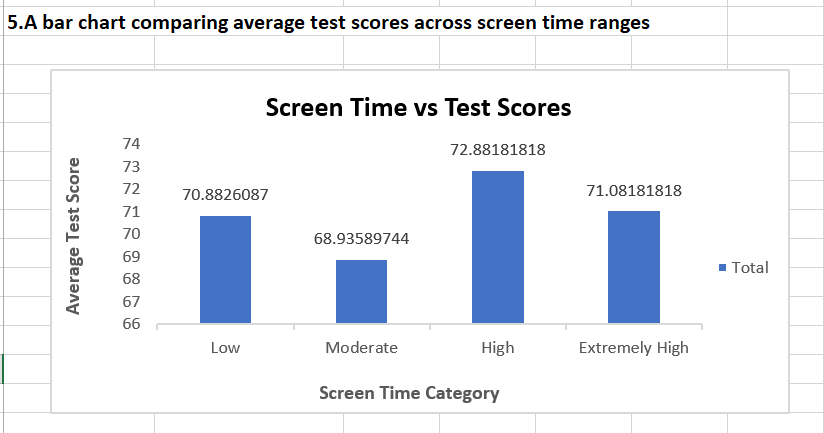 5.A bar chart comparing average test scores across screen time ranges
Screen Time vs Test Scores
Average Test Score
74
73
72
71
70
69
68
67
66
70.8826087
68.93589744
72.88181818
71.08181818
Total
Low
Moderate
High
Extremely High
Screen Time Category